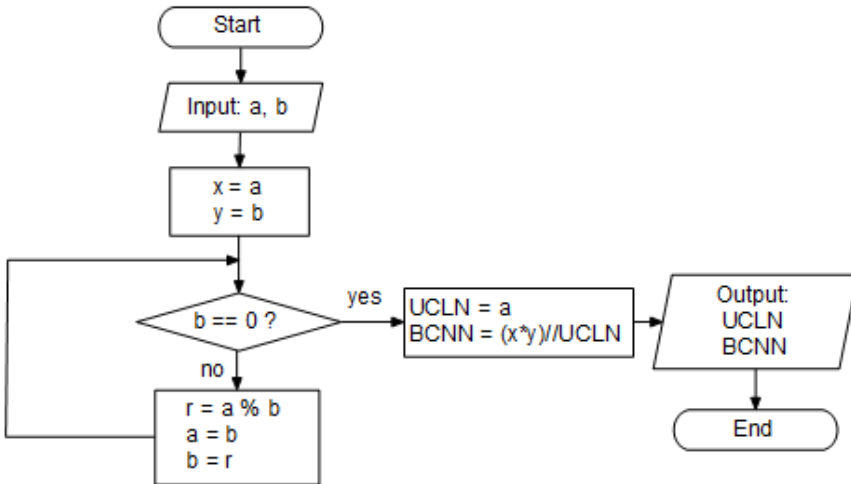 Start
Input: a, b
x = a
y = b
b == 0 ?
yes
no
UCLN = a
BCNN = (x*y)//UCLN
Output:
UCLN
BCNN
r = a % b
a = b
b = r
End